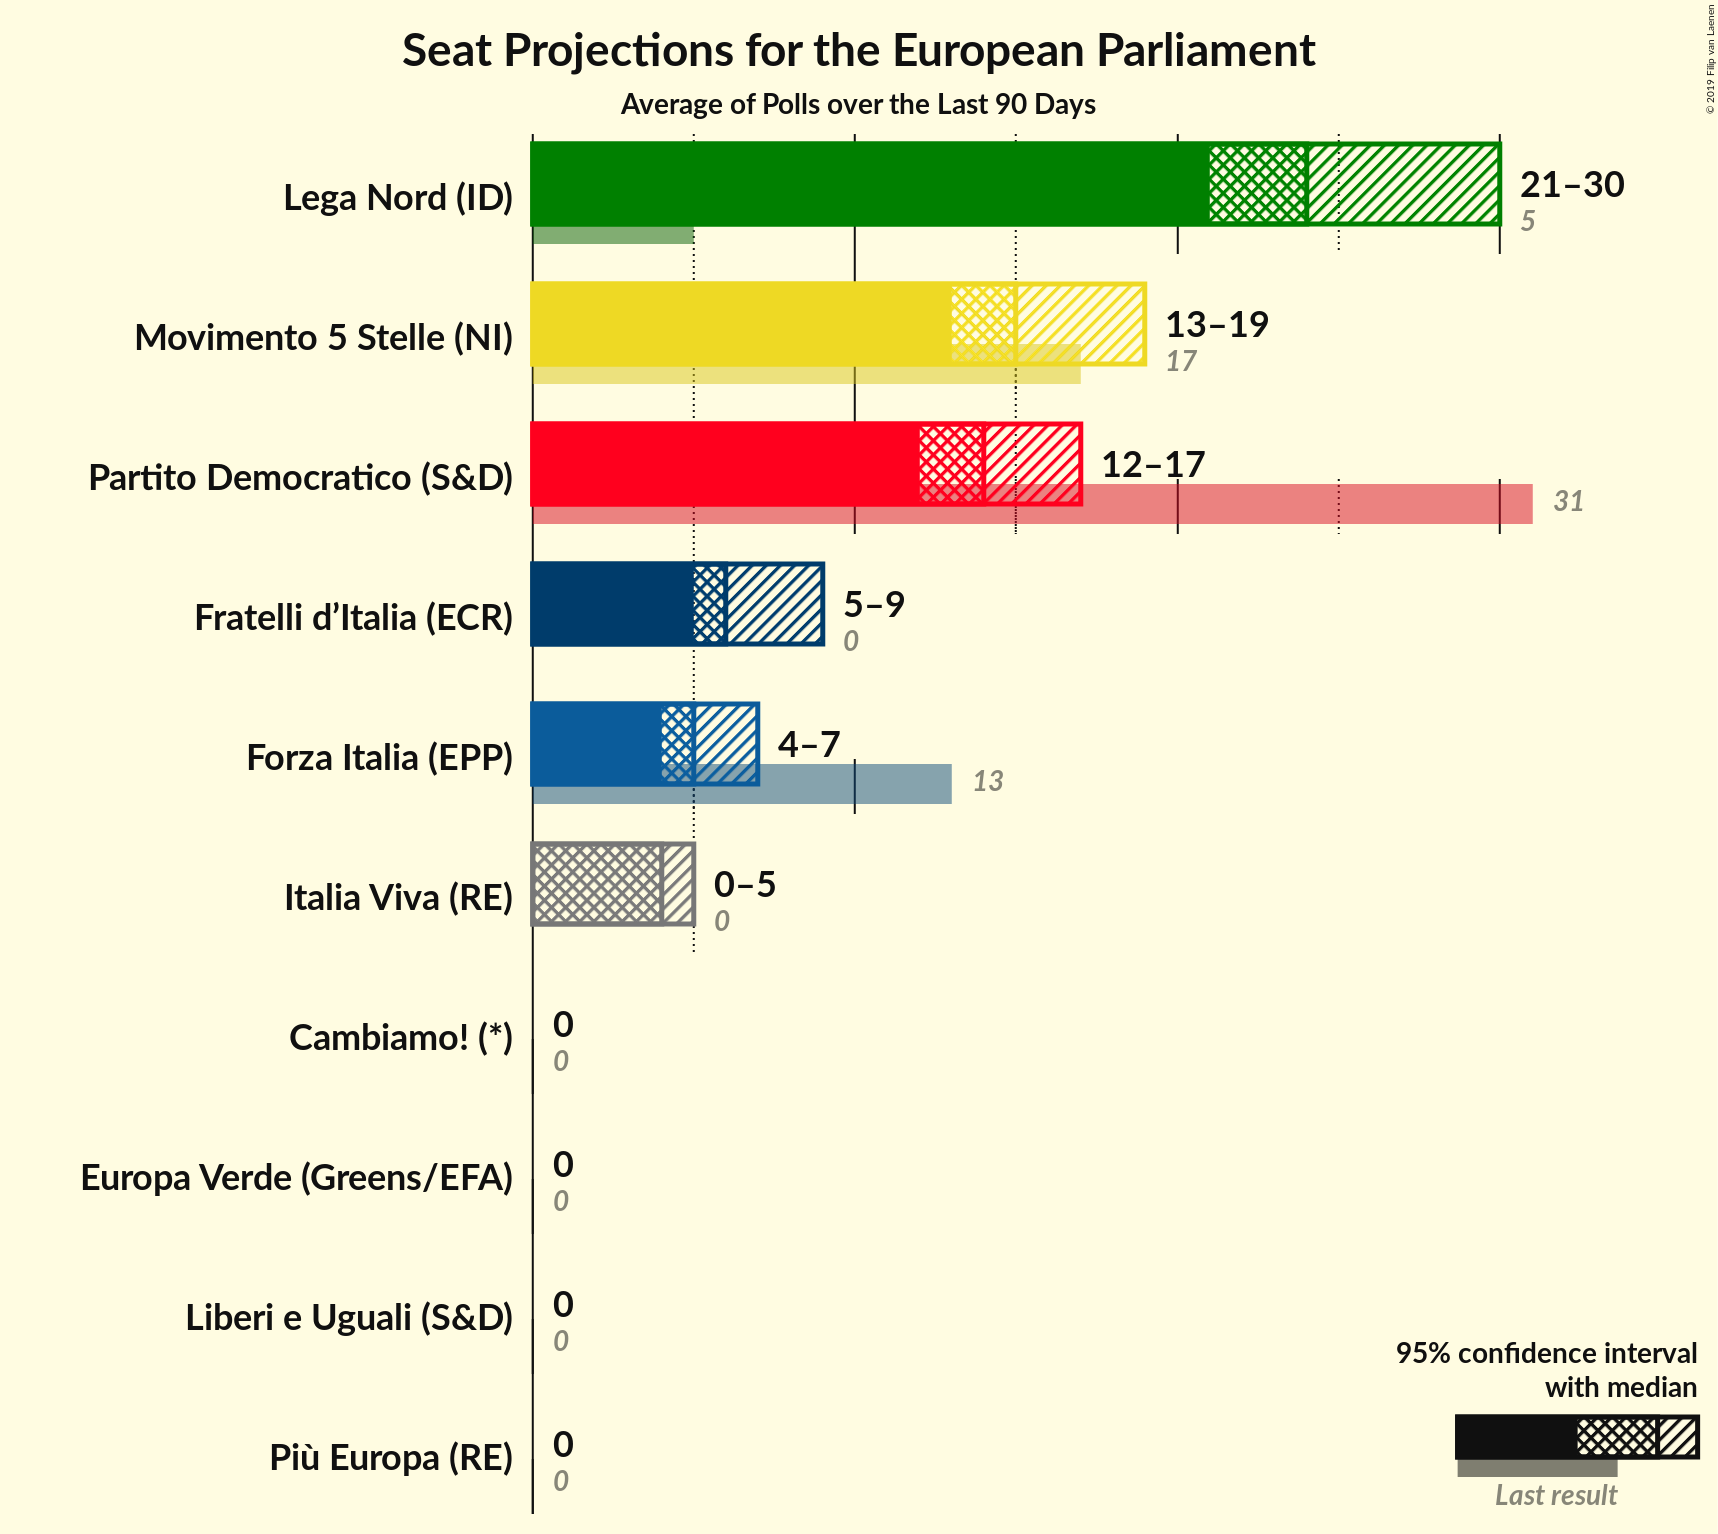 Seat Projections for the European Parliament
Average of Polls over the Last 90 Days
© 2019 Filip van Laenen
Lega Nord (ID)
21–30
5
Movimento 5 Stelle (NI)
13–19
17
Partito Democratico (S&D)
12–17
31
Fratelli d’Italia (ECR)
5–9
0
Forza Italia (EPP)
4–7
13
Italia Viva (RE)
0–5
0
Cambiamo! (*)
0
0
Europa Verde (Greens/EFA)
0
0
Liberi e Uguali (S&D)
0
0
Più Europa (RE)
0
0
95% confidence interval
with median
Last result